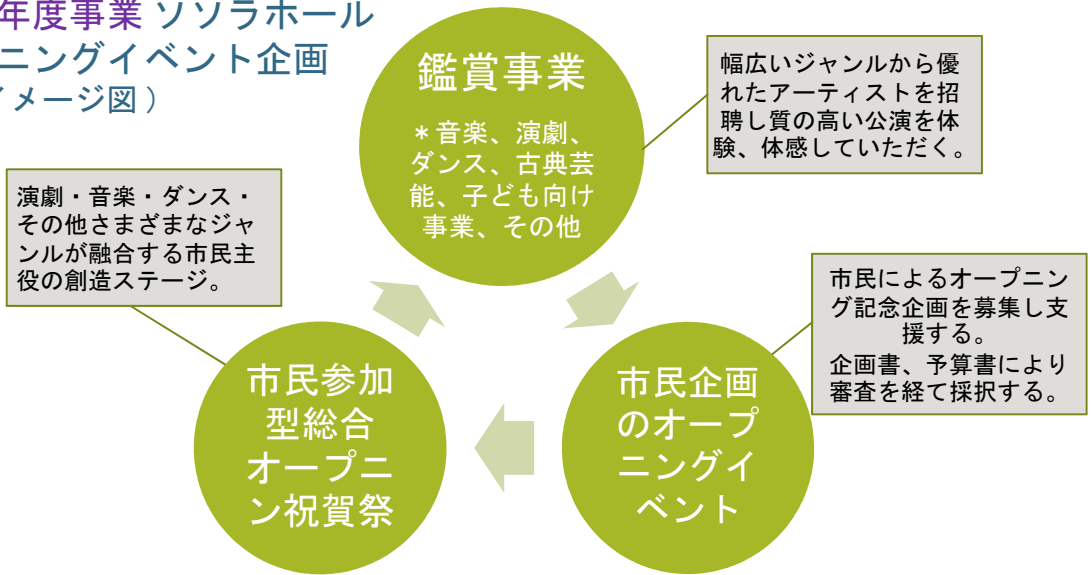 年度事業 ソソラホール
ニングイベント企画
イメージ図）
鑑賞事業
＊音楽、演劇、
ダンス、古典芸
能、子ども向け
事業、その他
幅広いジャンルから優
れたアーティストを招
聘し質の高い公演を体
験、体感していただく。
演劇・音楽・ダンス・
その他さまざまなジャ
ンルが融合する市民主
役の創造ステージ。
市民によるオープニン
グ記念企画を募集し支
援する。
企画書、予算書により
審査を経て採択する。
市民参加
型総合
オープニ
ン祝賀祭
市民企画
のオープ
ニングイ
ベント